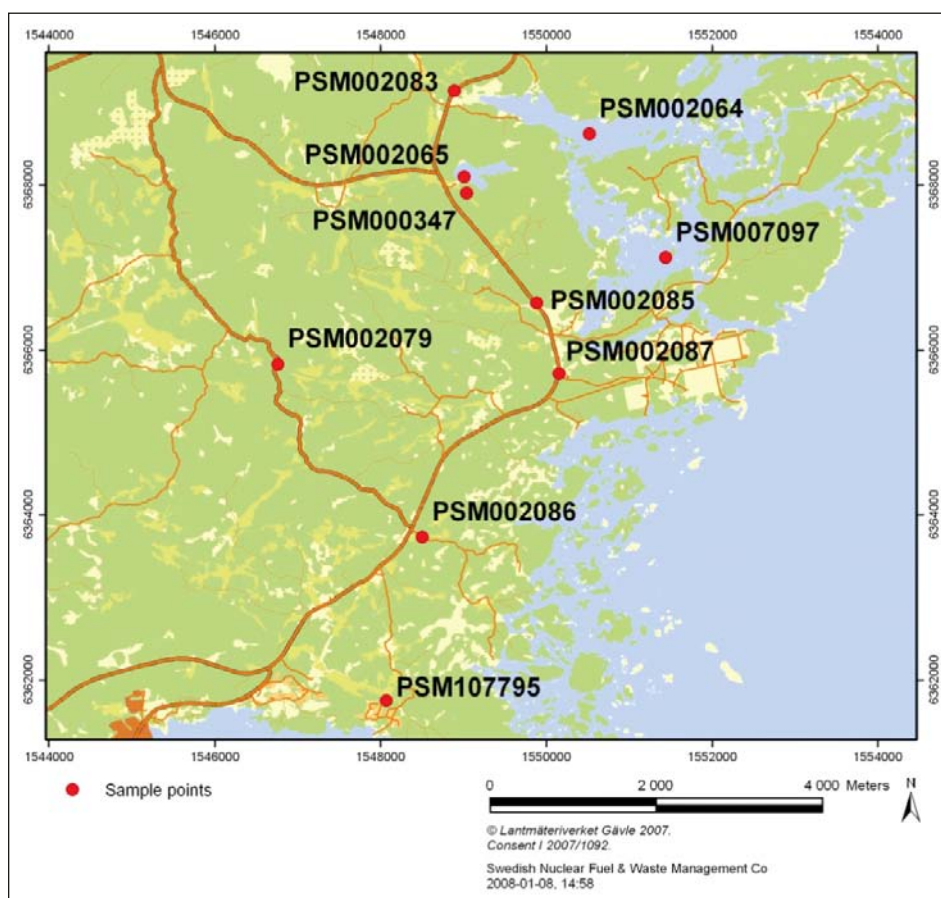 1544000 1546000 1548000 1550000 1552000 1554000
PSM002083
PSM002064
PSM002065
6368000 6368000
PSM000347
PSM007097
PSM002085
PSM002079
PSM002087
6366000 6366000
PSM002086
6364000 6364000
PSM107795
6362000 6362000
1544000 1546000 1548000 1550000 1552000 1554000
Sample points
0 2 000 4 000 Meters
N
© Lantmäteriverket Gävle 2007.
Consent I 2007/1092.
Swedish Nuclear Fuel & Waste Management Co
2008-01-08, 14:58